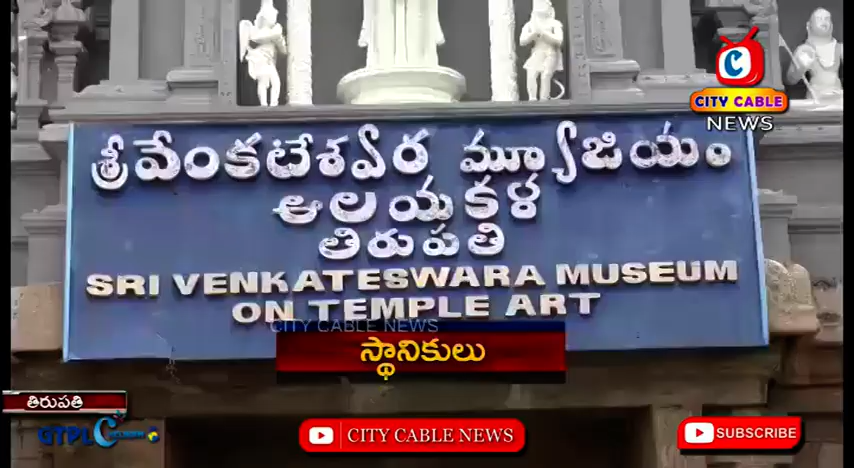 CITY CABLE
NEWS
శ్రీవేంకటేశ్వర మ్యూజియం
ఆలయకళ
తిరుపతి
SRI VENKATESWARA MUSEUM
ON TEMPLE ART
CITY CABLE NEWS
స్థానికులు
తిరుపతి
GTPL
CITY CABLE NEWS
SUBSCRIBE